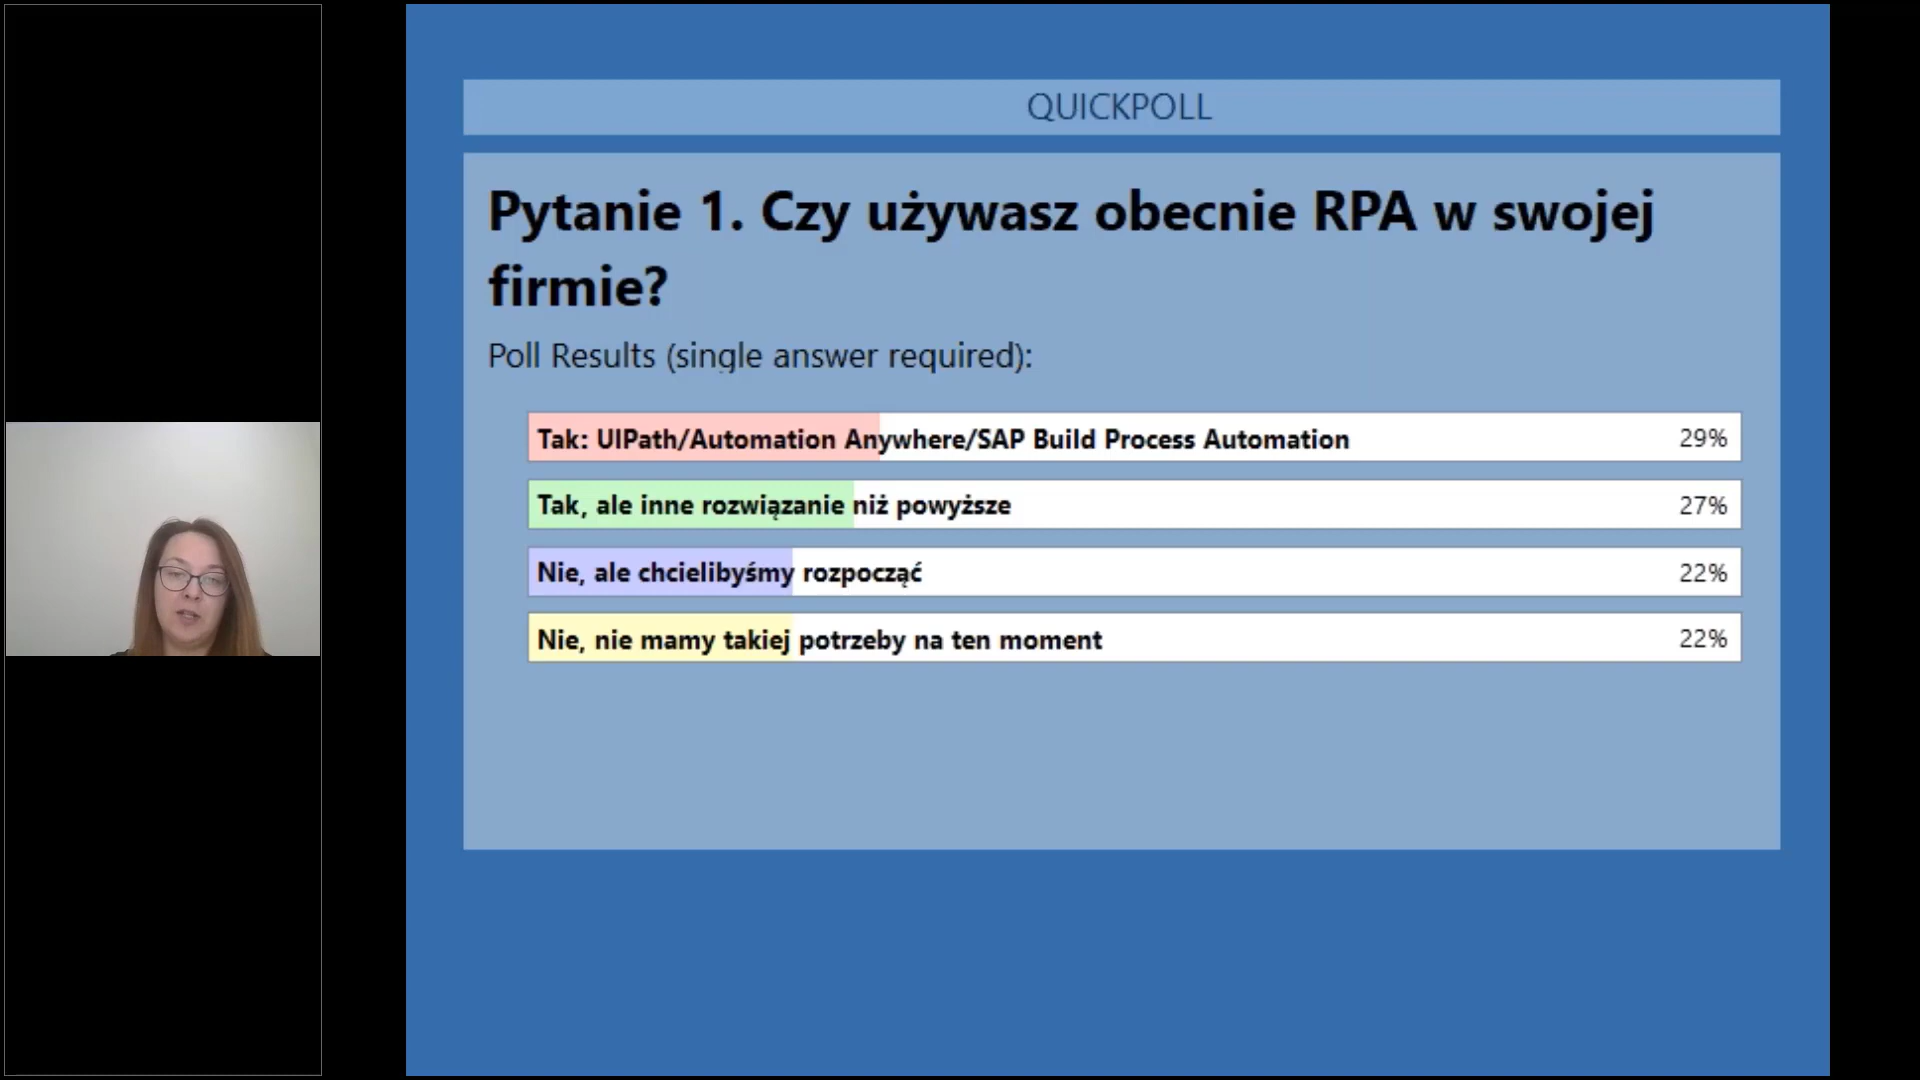 QUICKPOLL
Pytanie 1. Czy używasz obecnie RPA w swojej
firmie?
Poll Results (single answer required):
Tak: UIPath/Automation Anywhere/SAP Build Process Automation 29%
Tak, ale inne rozwiązanie niż powyższe 27%
Nie, ale chcielibyśmy rozpocząć 22%
Nie, nie mamy takiej potrzeby na ten moment 22%